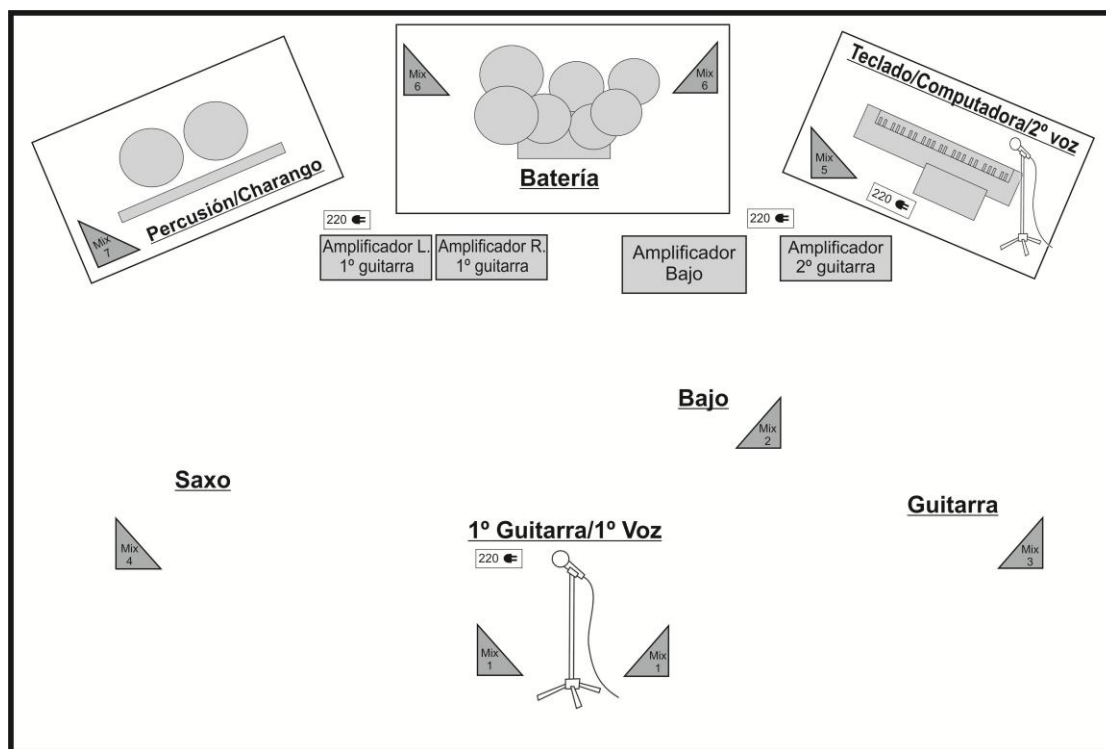 Mix
6
Mix
6
Batería
Teclado/Computadora/2º voz
Mix
5
220
Percusión/Charango
Mix
7
220
Amplificador L.
1º guitarra
Amplificador R.
1º guitarra
Amplificador
Bajo
220
Amplificador
2º guitarra
Bajo
Mix
2
Saxo
Mix
4
Guitarra
Mix
3
1º Guitarra/1º Voz
220
Mix
1
Mix
1